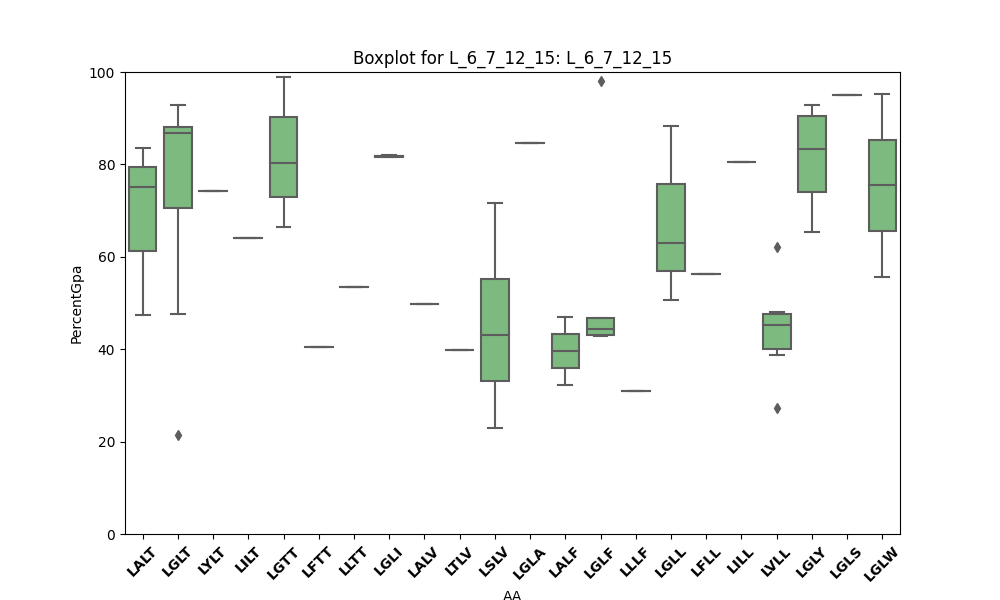 Boxplot for L_6_7_12_15: L_6_7_12_15
100
80
60
40
20
0
PercentGpa
LALT LGLT LYLT LILT LGTT LFTT LLTT LGLI LALV LTLV LSLV LGLA LALF LGLF LLLF LGLL LFLL LILL LVLL LGLY LGLS LGLW
AA